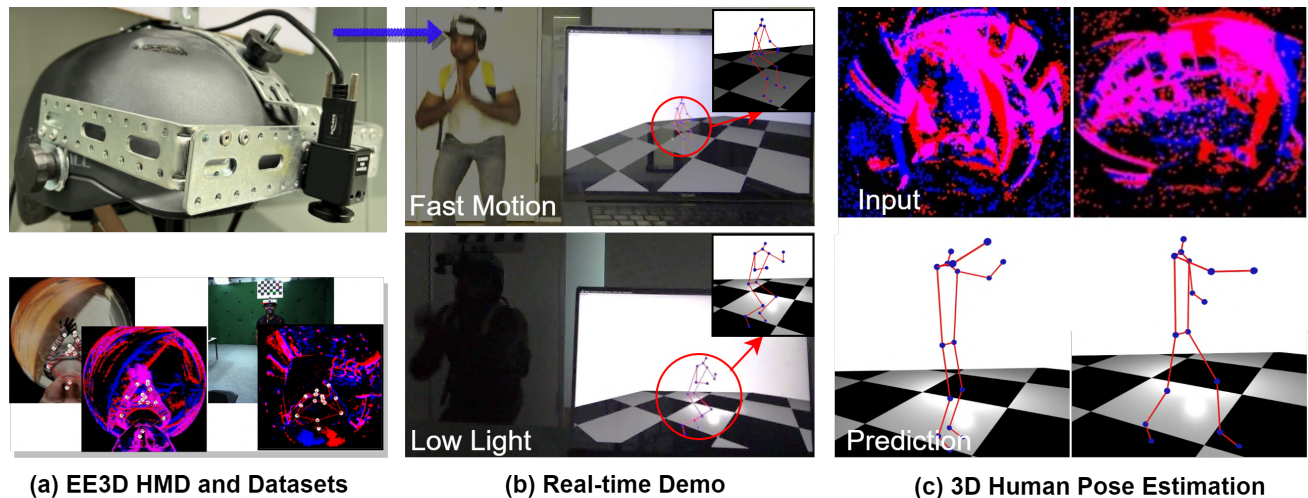 Fast Motion
Input
Low Light
Prediction
(a) EE3D HMD and Datasets
(b) Real-time Demo
(c) 3D Human Pose Estimation